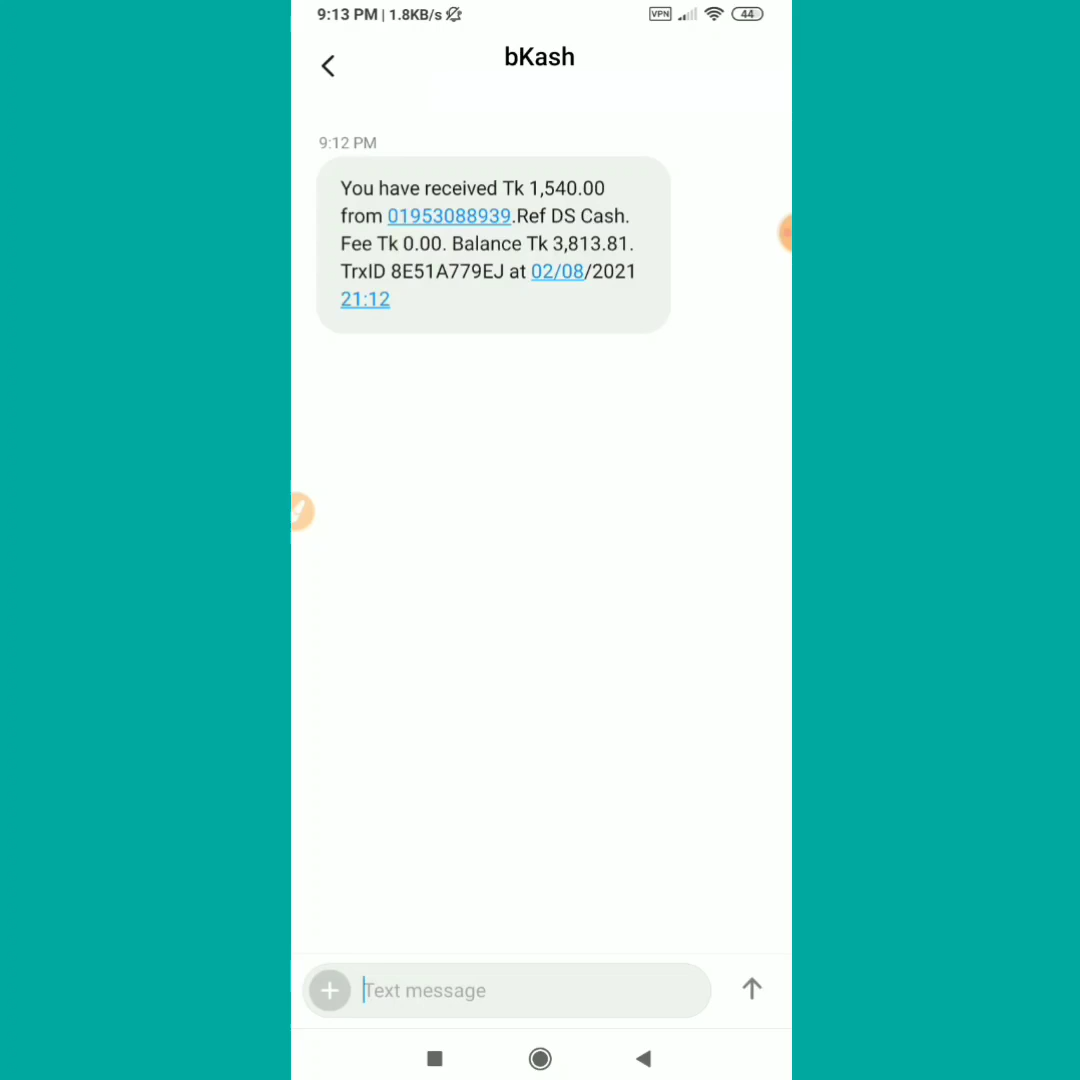 9:13 PM | 1.8KB/s
VPN
44
bKash
9:12 PM
You have received Tk 1,540.00
from 01953088939.Ref DS Cash.
Fee Tk 0.00. Balance Tk 3,813.81.
TrxID 8E51A779EJ at 02/08/2021
21:12
Text message